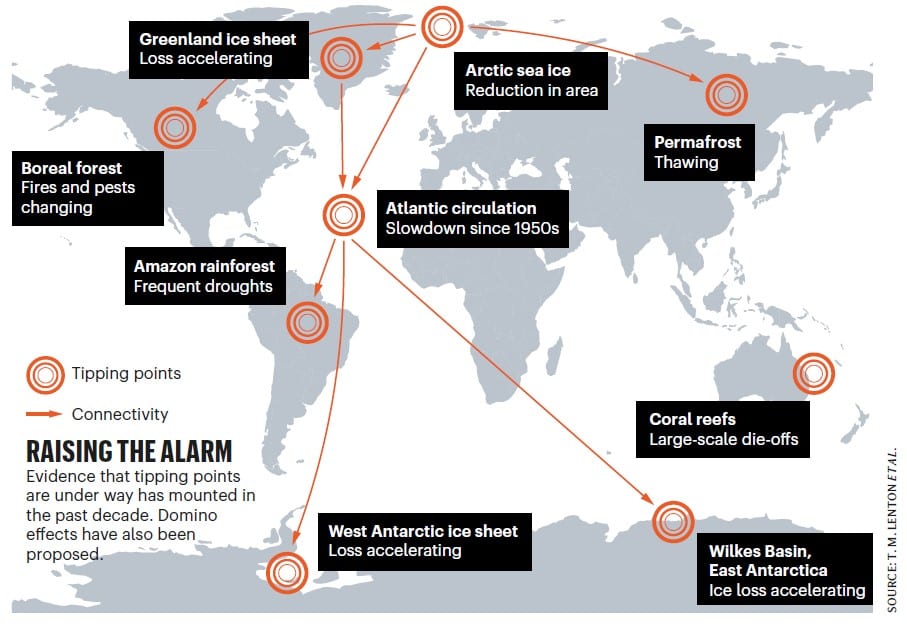 Greenland ice sheet
Loss accelerating
Arctic sea ice
Reduction in area
Permafrost
Thawing
Boreal forest
Fires and pests
changing
Atlantic circulation
Slowdown since 1950s
Amazon rainforest
Frequent droughts
Tipping points
Connectivity
RAISING THE ALARM
Evidence that tipping points
are under way has mounted in
the past decade. Domino
effects have also been
proposed.
Coral reefs
Large-scale die-offs
West Antarctic ice sheet
Loss accelerating
Wilkes Basin,
East Antarctica
Ice loss accelerating
SOURCE: T. M. LENTON ET AL.